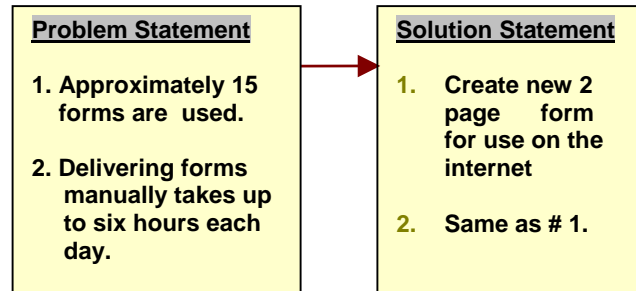 Problem Statement
1. Approximately 15
forms are used.
2. Delivering forms
manually takes up
to six hours each
day.
Solution Statement
1. Create new 2
page form
for use on the
internet
2. Same as # 1.